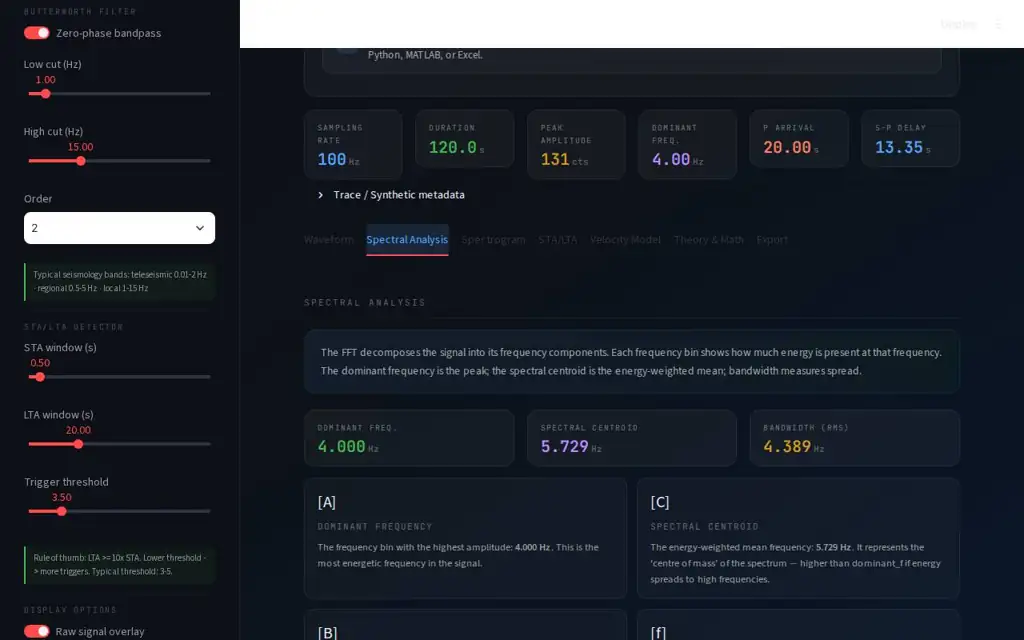 BUTTERWORTH FILTER
Zero-phase bandpass
Low cut (Hz)
1.00
High cut (Hz)
15.00
Order
2
Typical seismology bands: teleseismic 0.01-2 Hz
· regional 0.5-5 Hz · local 1-15 Hz
STA/LTA DETECTOR
STA window (s)
0.50
LTA window (s)
20.00
Trigger threshold
3.50
Rule of thumb: LTA >= 10x STA. Lower threshold -
> more triggers. Typical threshold: 3-5.
DISPLAY OPTIONS
Raw signal overlay
Deploy
Python, MATLAB, or Excel.
SAMPLING RATE
100 Hz
DURATION
120.0 s
PEAK AMPLITUDE
131 cts
DOMINANT FREQ.
4.00 Hz
P ARRIVAL
20.00 s
S-P DELAY
13.35 s
Trace / Synthetic metadata
Waveform Spectral Analysis Spectrogram STA/LTA Velocity Model Theory & Math Export
SPECTRAL ANALYSIS
The FFT decomposes the signal into its frequency components. Each frequency bin shows how much energy is present at that frequency.
The dominant frequency is the peak; the spectral centroid is the energy-weighted mean; bandwidth measures spread.
DOMINANT FREQ.
4.000 Hz
SPECTRAL CENTROID
5.729 Hz
BANDWIDTH (RMS)
4.389 Hz
[A]
DOMINANT FREQUENCY
The frequency bin with the highest amplitude: 4.000 Hz. This is the
most energetic frequency in the signal.
[C]
SPECTRAL CENTROID
The energy-weighted mean frequency: 5.729 Hz. It represents the
'centre of mass' of the spectrum — higher than dominant_f if energy
spreads to high frequencies.
[B]
[f]